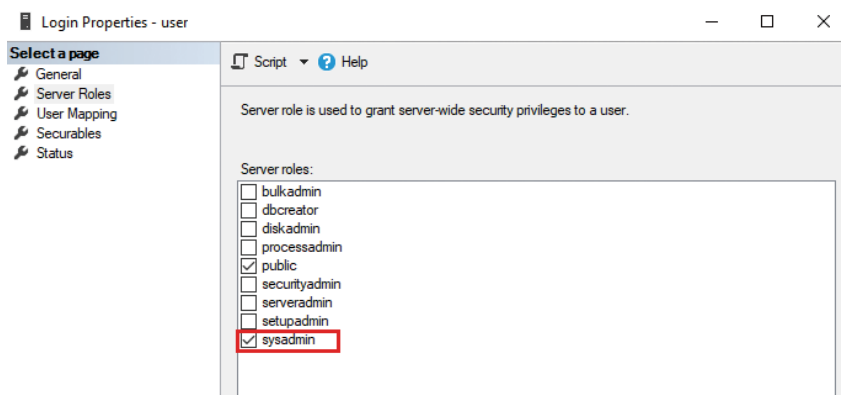 Login Properties - user
Select a page
General
Server Roles
User Mapping
Securables
Status
Script
Help
Server role is used to grant server-wide security privileges to a user.
Server roles:
bulkadmin
dbcreator
diskadmin
processadmin
public
securityadmin
serveradmin
setupadmin
sysadmin